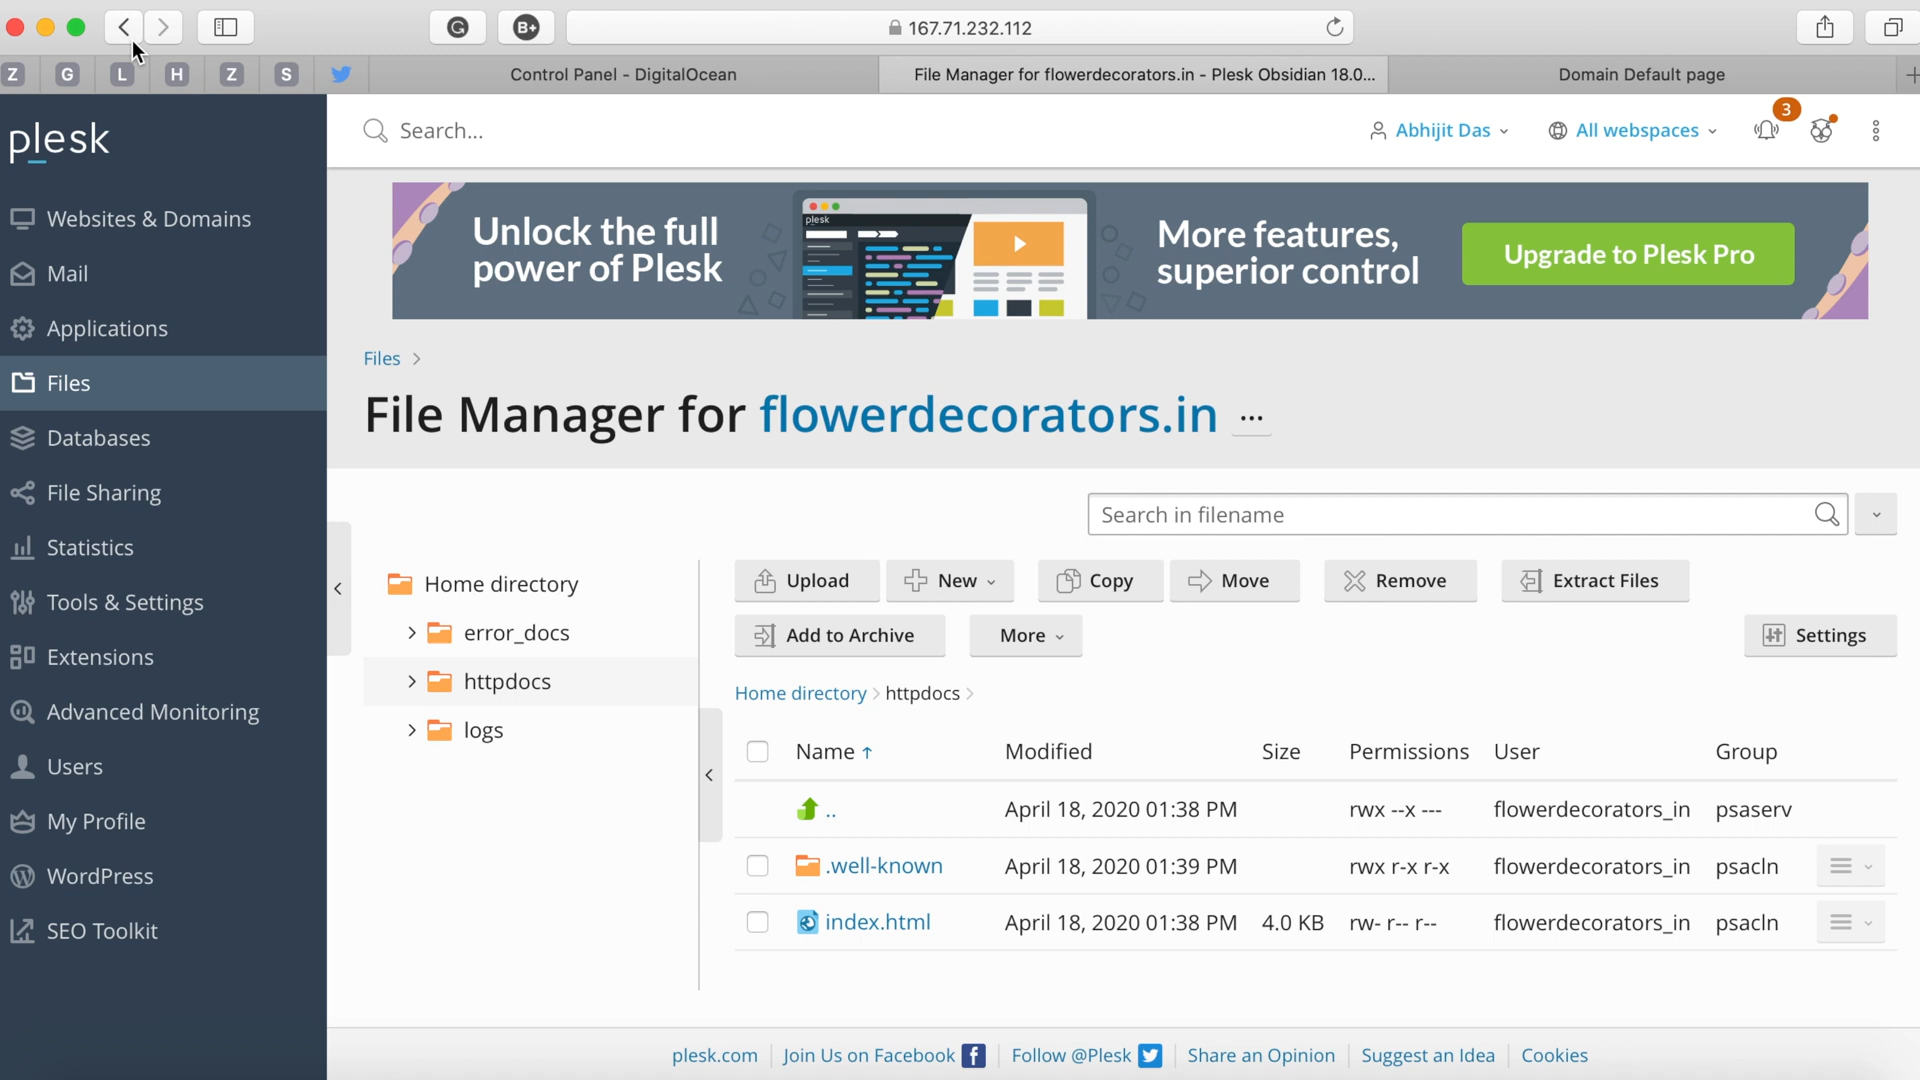 167.71.232.112
Z G L H Z S
Control Panel - DigitalOcean
File Manager for flowerdecorators.in - Plesk Obsidian 18.0...
Domain Default page
plesk
Search...
Abhijit Das
All webspaces
3
Websites & Domains
Mail
Applications
Files
Databases
File Sharing
Statistics
Tools & Settings
Extensions
Advanced Monitoring
Users
My Profile
WordPress
SEO Toolkit
Unlock the full
power of Plesk
plesk
More features,
superior control
Upgrade to Plesk Pro
Files
File Manager for flowerdecorators.in ...
Search in filename
Home directory
error_docs
httpdocs
logs
Upload New Copy Move Remove Extract Files
Add to Archive More Settings
Home directory httpdocs
Name Modified Size Permissions User Group
.. April 18, 2020 01:38 PM rwx --x --- flowerdecorators_in psaserv
.well-known April 18, 2020 01:39 PM rwx r-x r-x flowerdecorators_in psacln
index.html April 18, 2020 01:38 PM 4.0 KB rw- r-- r-- flowerdecorators_in psacln
plesk.com Join Us on Facebook Follow @Plesk Share an Opinion Suggest an Idea Cookies